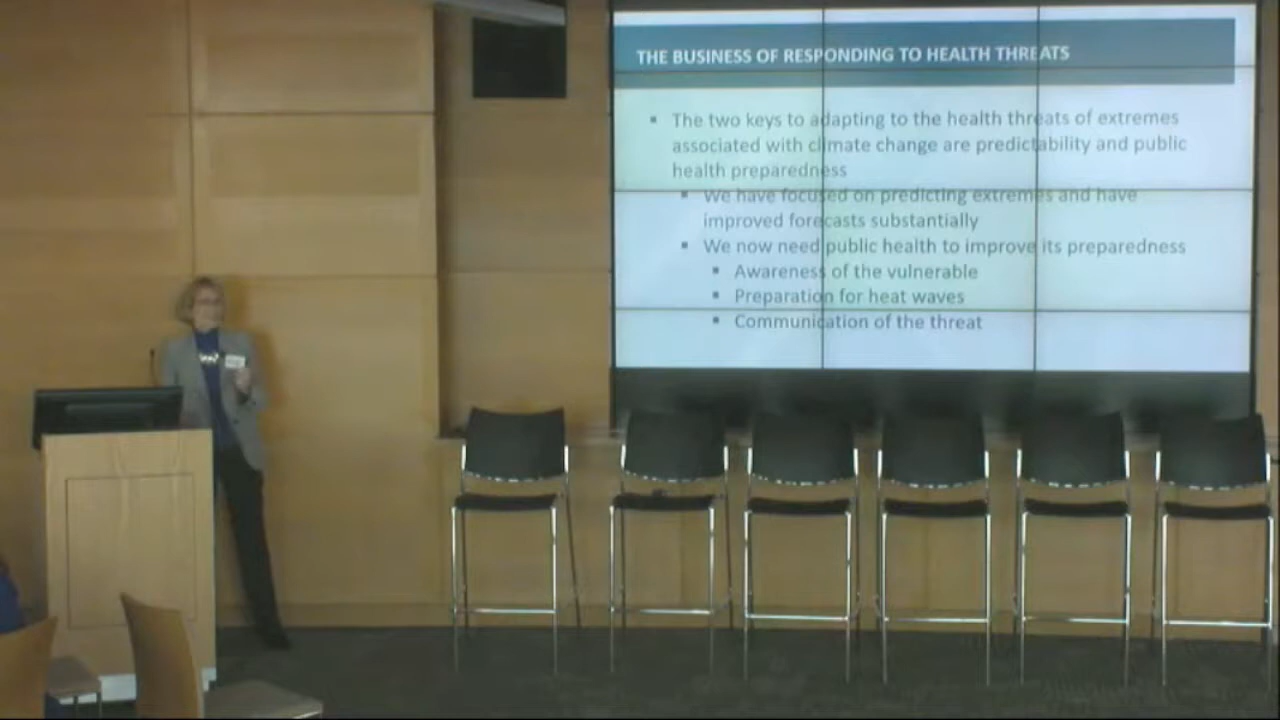 THE BUSINESS OF RESPONDING TO HEALTH THREATS
▪ The two keys to adapting to the health threats of extremes
associated with climate change are predictability and public
health preparedness
▪ We have focused on predicting extremes and have
improved forecasts substantially
▪ We now need public health to improve its preparedness
▪ Awareness of the vulnerable
▪ Preparation for heat waves
▪ Communication of the threat